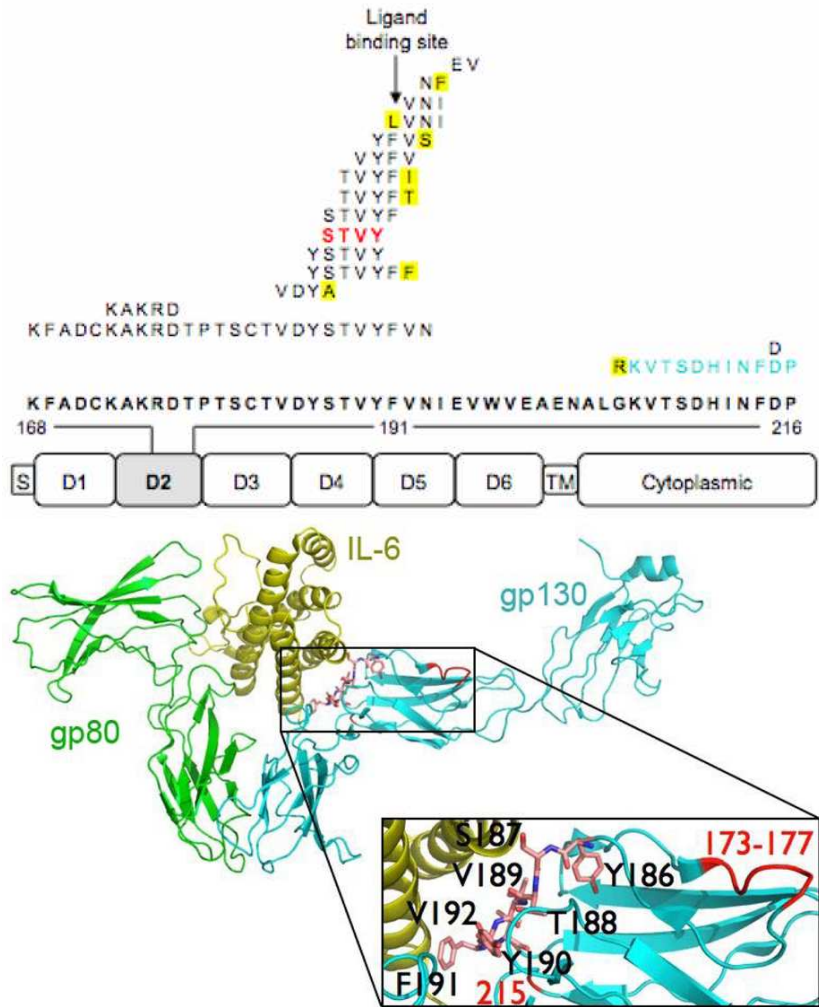 Ligand
binding site
E V
N F
V N I
L V N I
Y F V S
V Y F V
T V Y F I
T V Y F T
S T V Y F
S T V Y
Y S T V Y
Y S T V Y F F
V D Y A
K A K R D
K F A D C K A K R D T P T S C T V D Y S T V Y F V N
D
R K V T S D H I N F D P
K F A D C K A K R D T P T S C T V D Y S T V Y F V N I E V W V E A E N A L G K V T S D H I N F D P
168 191 216
S D1 D2 D3 D4 D5 D6 TM Cytoplasmic
IL-6
gp130
gp80
S187
173-177
V189
Y186
V192
T188
Y190
F191
215